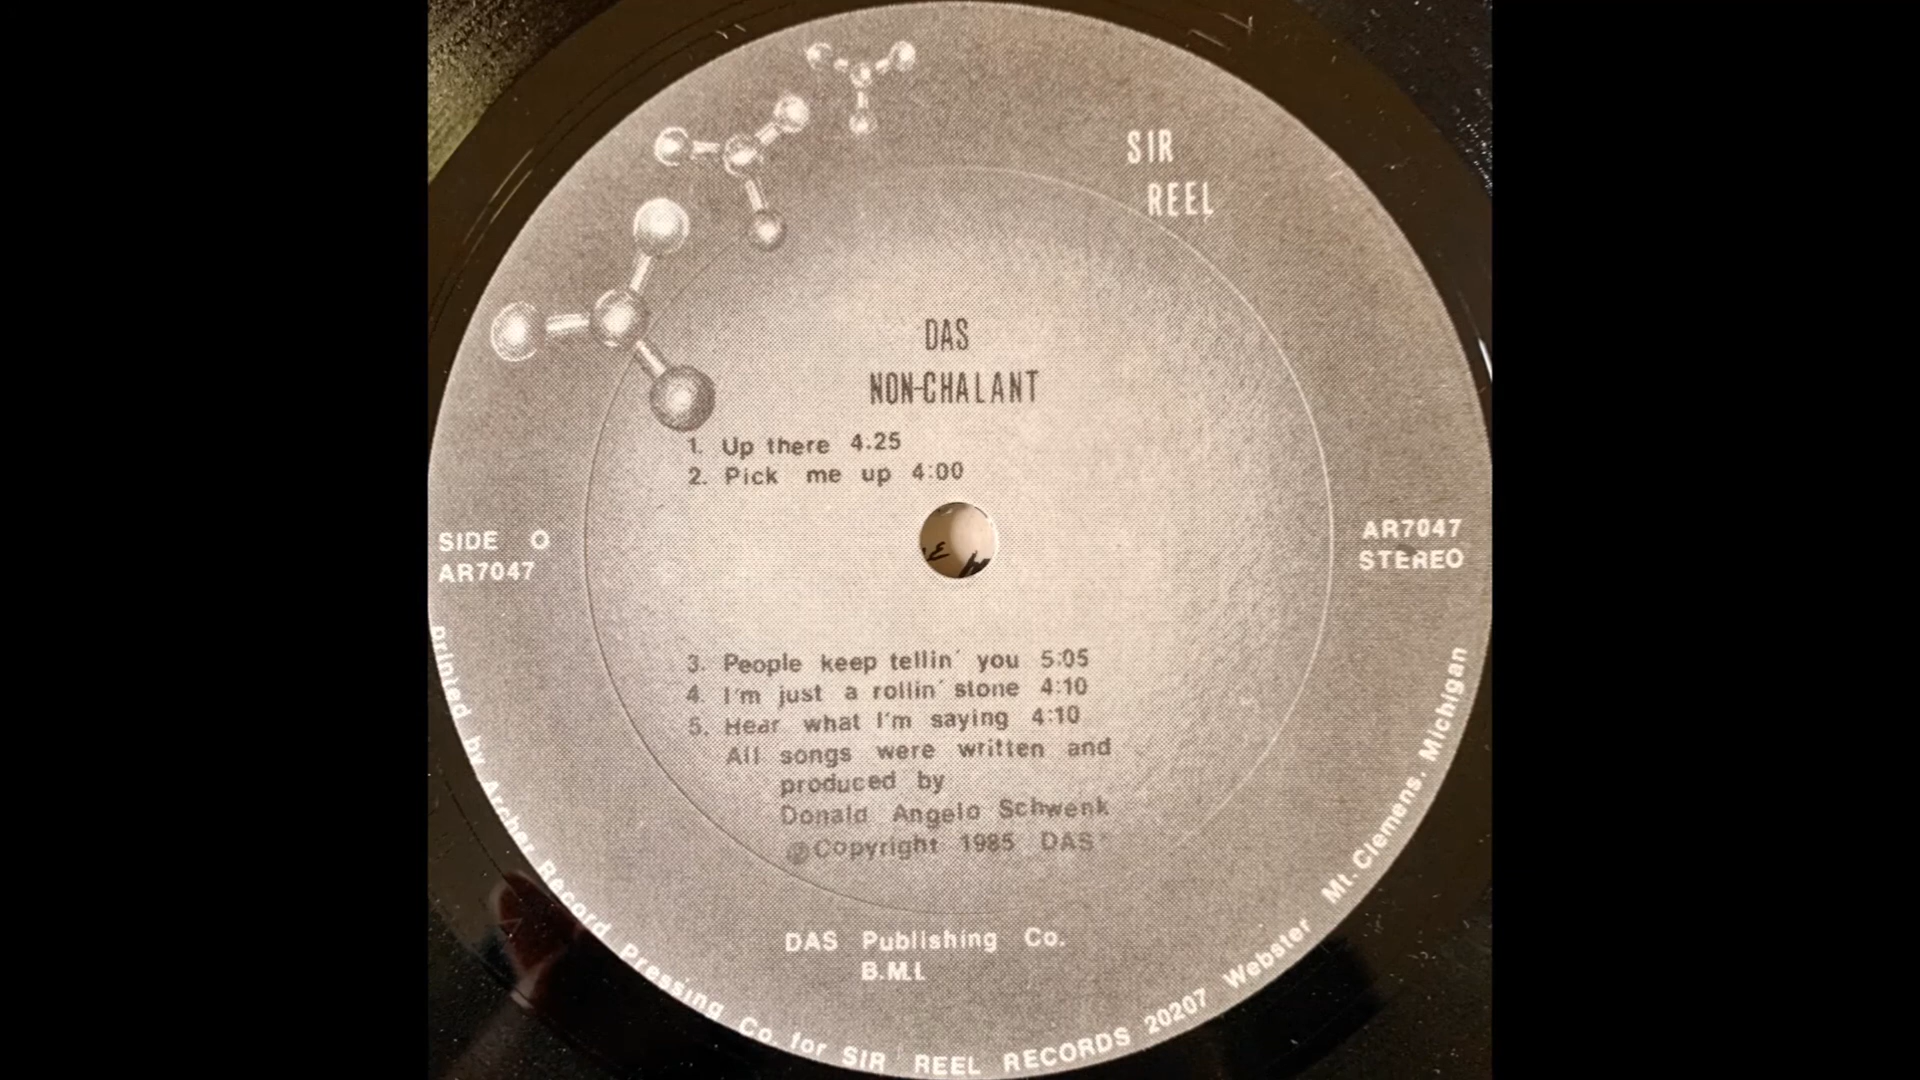 SIR
REEL
DAS
NON-CHALANT
1. Up there 4.25
2. Pick me up 4:00
SIDE O
AR7047
AR7047
STEREO
3. People keep tellin' you 5:05
4. I'm just a rollin' stone 4:10
5. Hear what I'm saying 4:10
All songs were written and
produced by
Donald Angelo Schwenk
℗Copyright 1985 DAS
DAS Publishing Co.
B.M.I.
Printed by Archer Record Pressing Co. for SIR REEL RECORDS 20207 Webster Mt. Clemens, Michigan